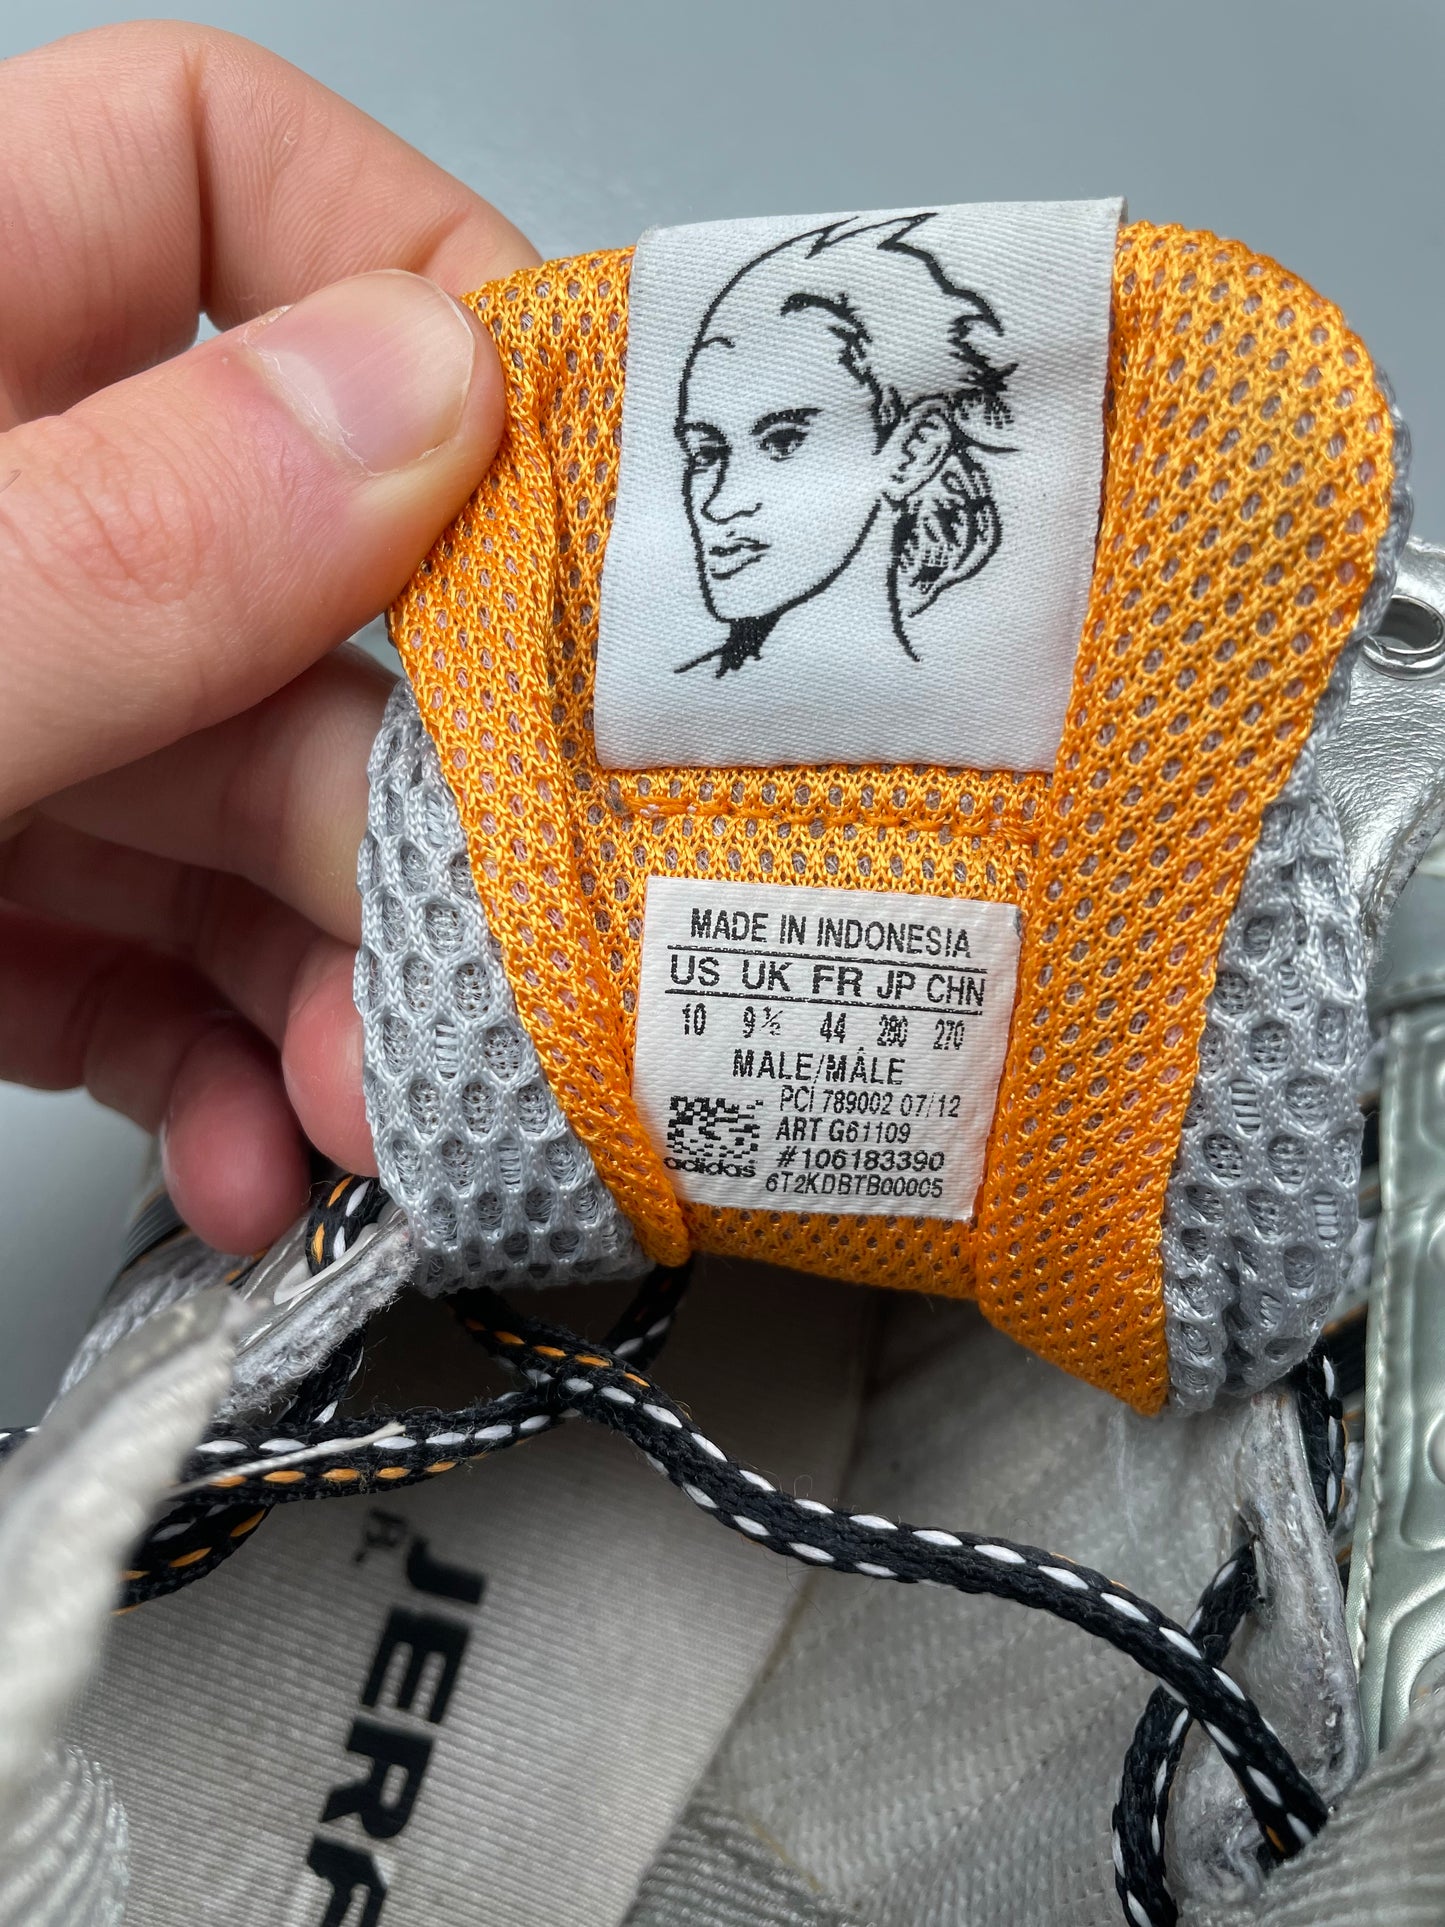 MADE IN INDONESIA
US UK FR JP CHN
10 9½ 44 280 270
MALE/MÂLE
PCI 789002 07/12
ART G61109
#106183390
6T2KDBTB00005
adidas
JERE